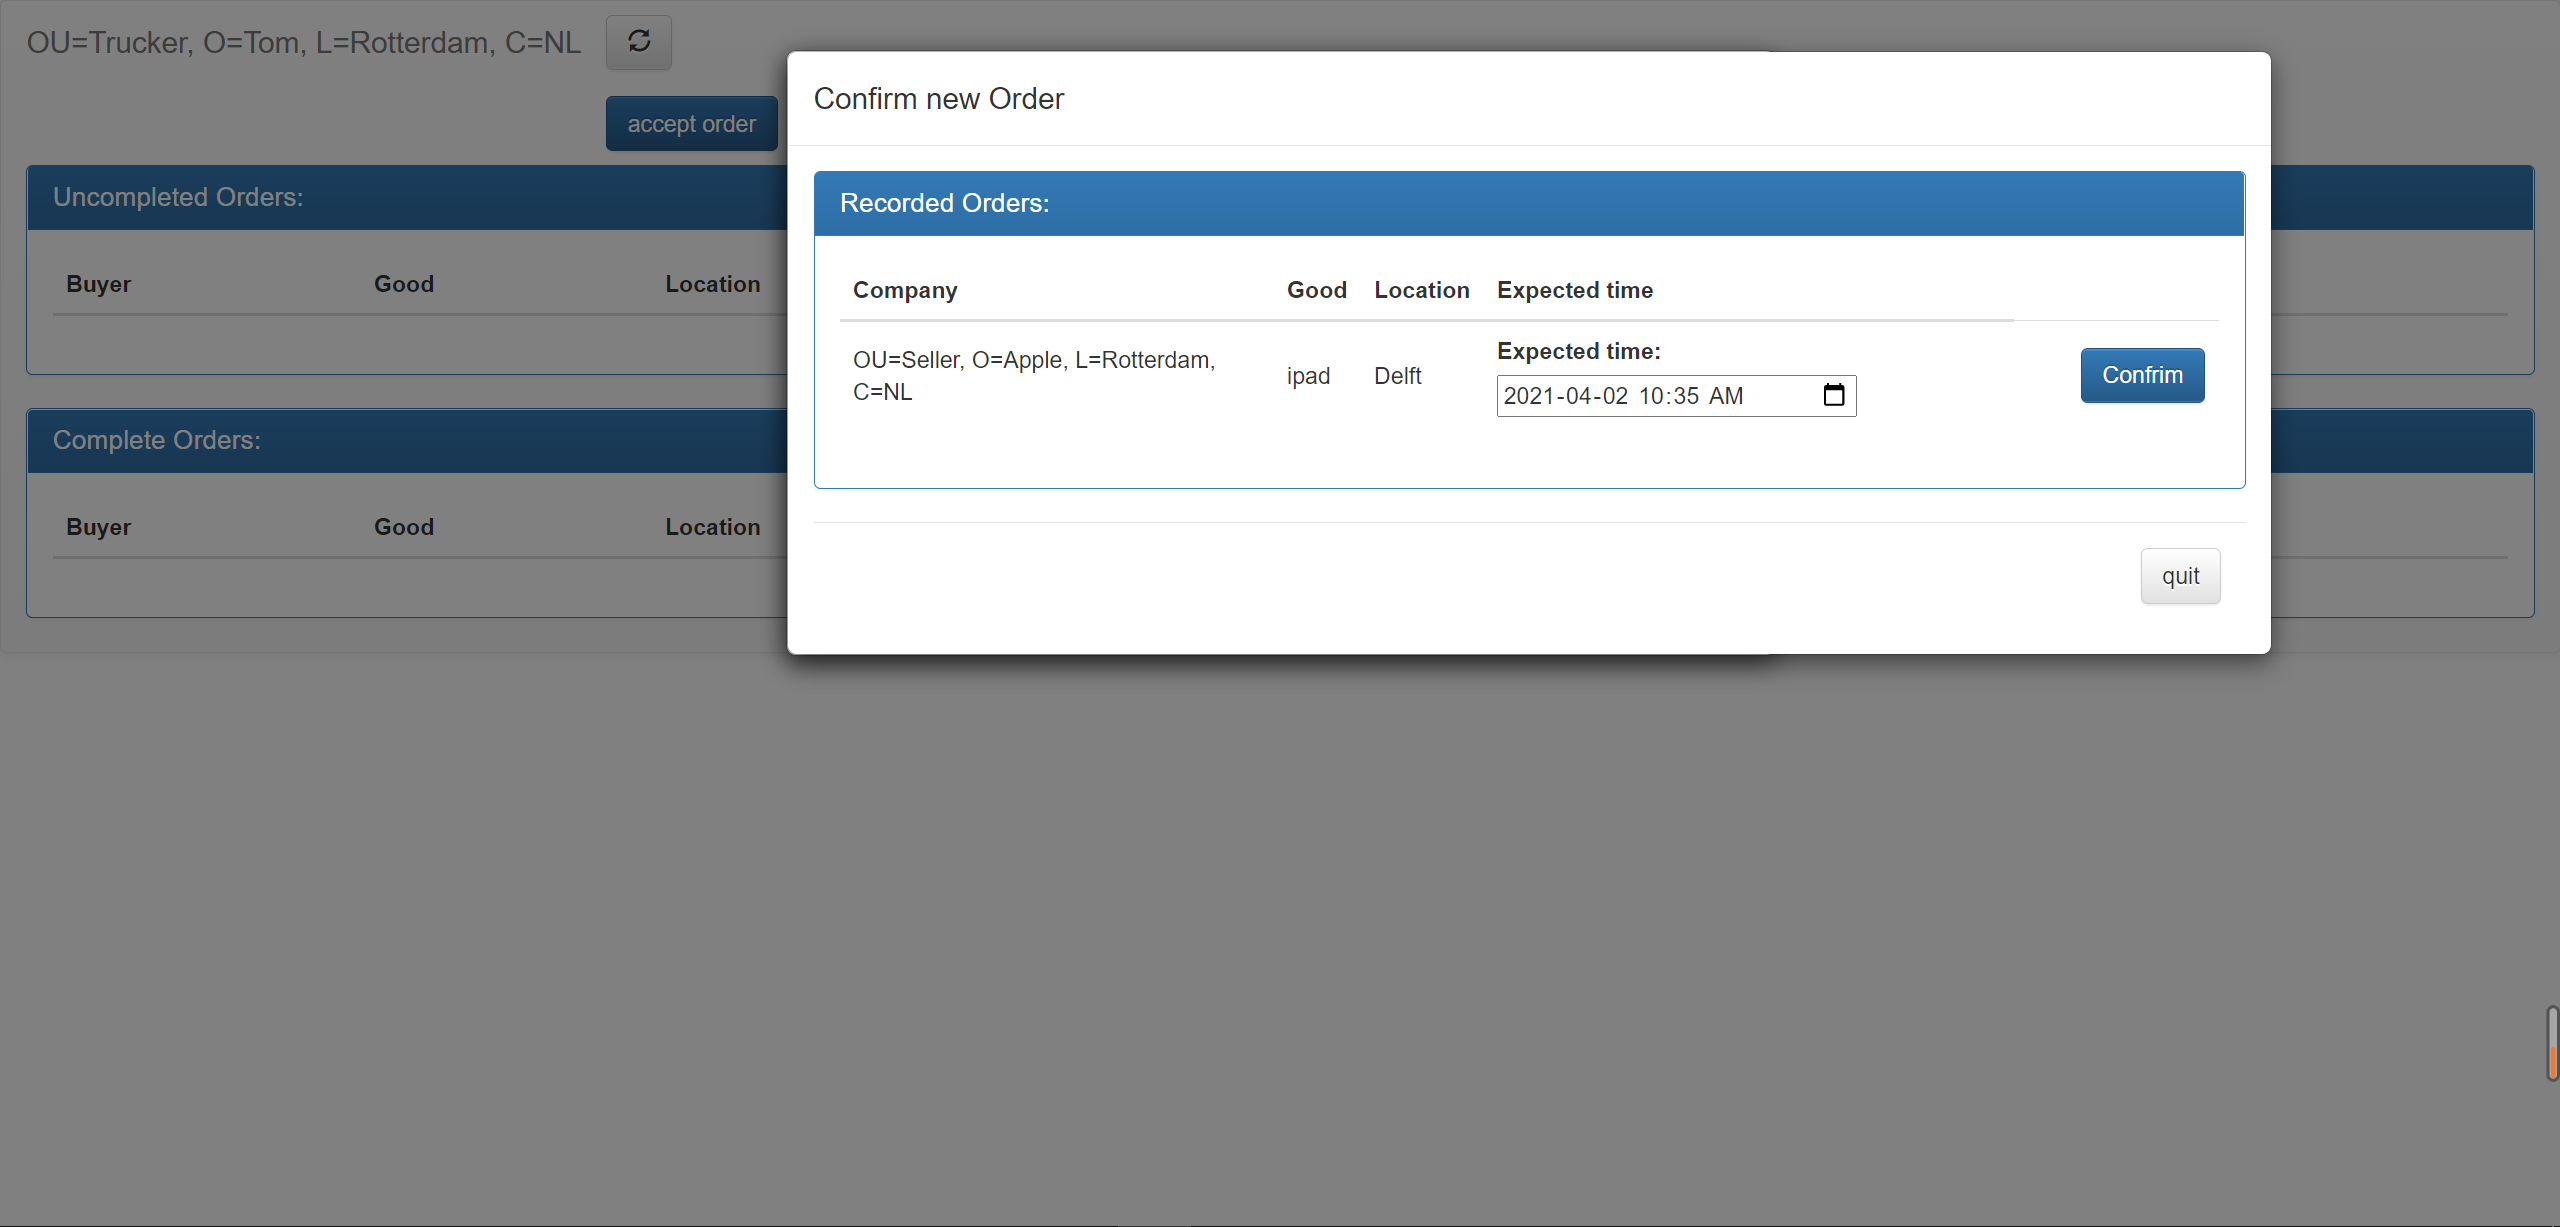 OU=Trucker, O=Tom, L=Rotterdam, C=NL
accept order
Uncompleted Orders:
Buyer Good Location
Complete Orders:
Buyer Good Location
Confirm new Order
Recorded Orders:
Company Good Location Expected time
OU=Seller, O=Apple, L=Rotterdam,
C=NL
ipad
Delft
Expected time:
2021-04-02 10:35 AM
Confrim
quit